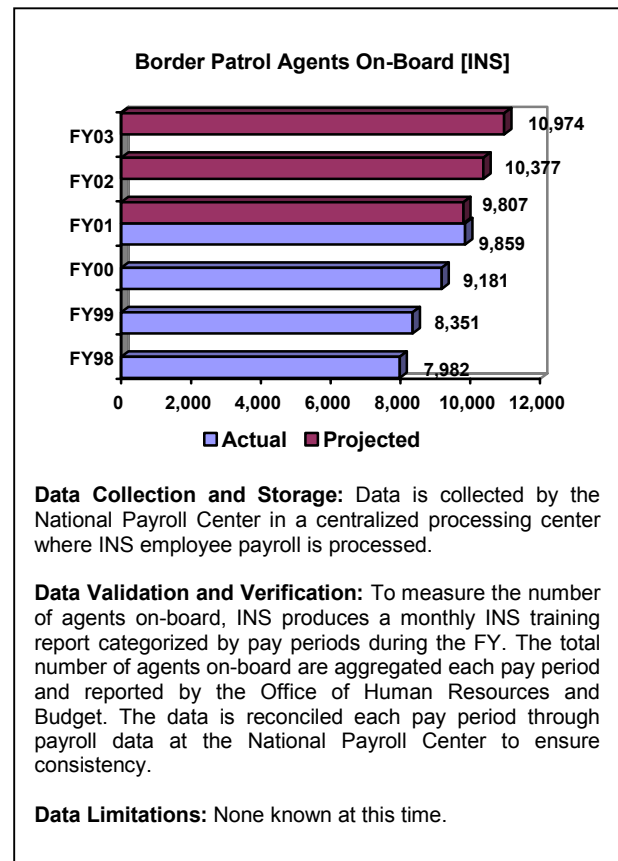 Border Patrol Agents On-Board [INS]
FY03
10,974
FY02
10,377
9,807
FY01
9,859
FY00
9,181
FY99
8,351
FY98
7,982
0 2,000 4,000 6,000 8,000 10,000 12,000
Actual Projected
Data Collection and Storage: Data is collected by the
National Payroll Center in a centralized processing center
where INS employee payroll is processed.
Data Validation and Verification: To measure the number
of agents on-board, INS produces a monthly INS training
report categorized by pay periods during the FY. The total
number of agents on-board are aggregated each pay period
and reported by the Office of Human Resources and
Budget. The data is reconciled each pay period through
payroll data at the National Payroll Center to ensure
consistency.
Data Limitations: None known at this time.